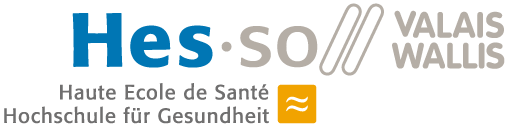 Hes·so VALAIS
WALLIS
Haute Ecole de Santé
Hochschule für Gesundheit ≈